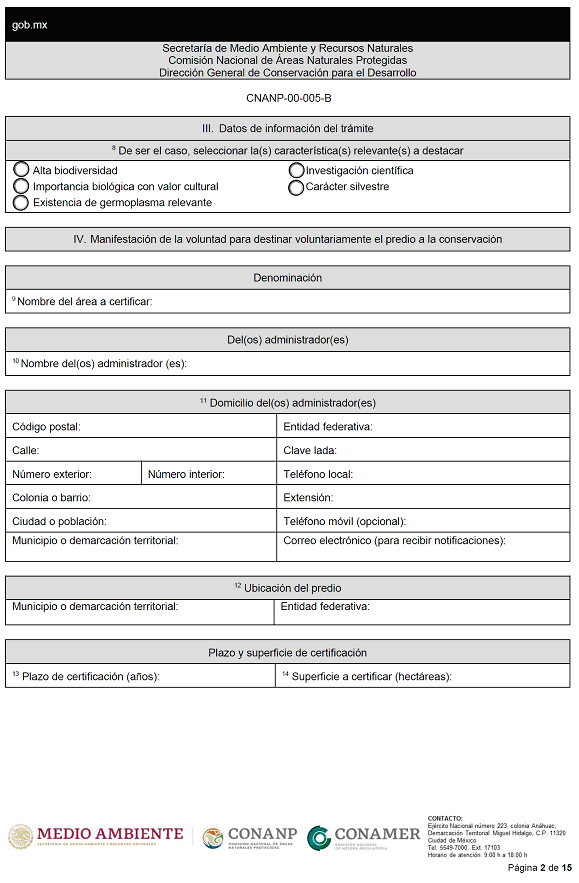 gob.mx
Secretaría de Medio Ambiente y Recursos Naturales
Comisión Nacional de Áreas Naturales Protegidas
Dirección General de Conservación para el Desarrollo
CNANP-00-005-B
III. Datos de información del trámite
8 De ser el caso, seleccionar la(s) característica(s) relevante(s) a destacar
Alta biodiversidad
Investigación científica
Importancia biológica con valor cultural
Carácter silvestre
Existencia de germoplasma relevante
IV. Manifestación de la voluntad para destinar voluntariamente el predio a la conservación
Denominación
9 Nombre del área a certificar:
Del(os) administrador(es)
10 Nombre del(os) administrador (es):
11 Domicilio del(os) administrador(es)
Código postal:
Entidad federativa:
Calle:
Clave lada:
Número exterior:
Número interior:
Teléfono local:
Colonia o barrio:
Extensión:
Ciudad o población:
Teléfono móvil (opcional):
Municipio o demarcación territorial:
Correo electrónico (para recibir notificaciones):
12 Ubicación del predio
Municipio o demarcación territorial:
Entidad federativa:
Plazo y superficie de certificación
13 Plazo de certificación (años):
14 Superficie a certificar (hectáreas):
MEDIO AMBIENTE
SECRETARÍA DE MEDIO AMBIENTE Y RECURSOS NATURALES
CONANP
COMISIÓN NACIONAL DE ÁREAS
NATURALES PROTEGIDAS
CONAMER
COMISIÓN NACIONAL
DE MEJORA REGULATORIA
CONTACTO:
Ejército Nacional número 223, colonia Anáhuac,
Demarcación Territorial Miguel Hidalgo, C.P. 11320
Ciudad de México
Tel. 5549-7000, Ext. 17103
Horario de atención: 9:00 h a 18:00 h
Página 2 de 15